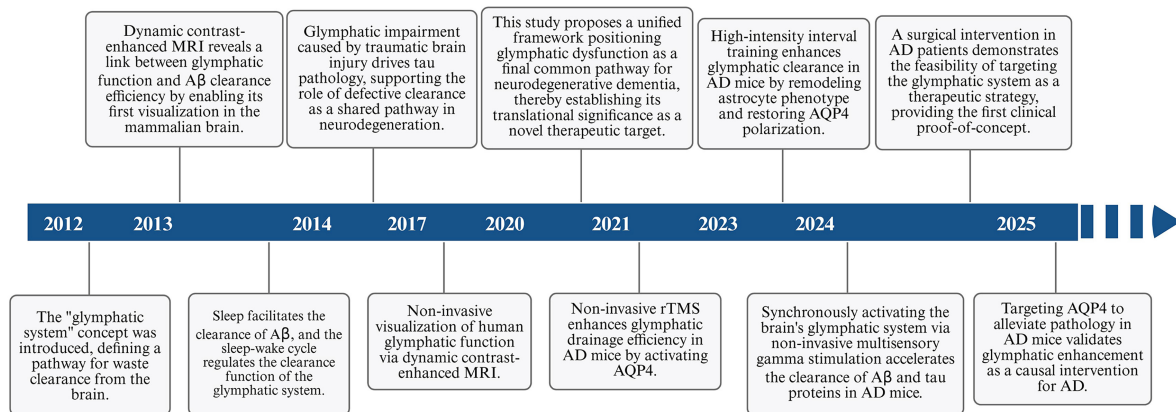 Dynamic contrast-
enhanced MRI reveals a
link between glymphatic
function and Aβ clearance
efficiency by enabling its
first visualization in the
mammalian brain.
Glymphatic impairment
caused by traumatic brain
injury drives tau
pathology, supporting the
role of defective clearance
as a shared pathway in
neurodegeneration.
This study proposes a unified
framework positioning
glymphatic dysfunction as a
final common pathway for
neurodegenerative dementia,
thereby establishing its
translational significance as a
novel therapeutic target.
High-intensity interval
training enhances
glymphatic clearance in
AD mice by remodeling
astrocyte phenotype
and restoring AQP4
polarization.
A surgical intervention in
AD patients demonstrates
the feasibility of targeting
the glymphatic system as a
therapeutic strategy,
providing the first clinical
proof-of-concept.
2012 2013 2014 2017 2020 2021 2023 2024 2025
The "glymphatic
system" concept was
introduced, defining a
pathway for waste
clearance from the
brain.
Sleep facilitates the
clearance of Aβ, and the
sleep-wake cycle
regulates the clearance
function of the
glymphatic system.
Non-invasive
visualization of human
glymphatic function
via dynamic contrast-
enhanced MRI.
Non-invasive rTMS
enhances glymphatic
drainage efficiency in
AD mice by activating
AQP4.
Synchronously activating the
brain's glymphatic system via
non-invasive multisensory
gamma stimulation accelerates
the clearance of Aβ and tau
proteins in AD mice.
Targeting AQP4 to
alleviate pathology in
AD mice validates
glymphatic enhancement
as a causal intervention
for AD.